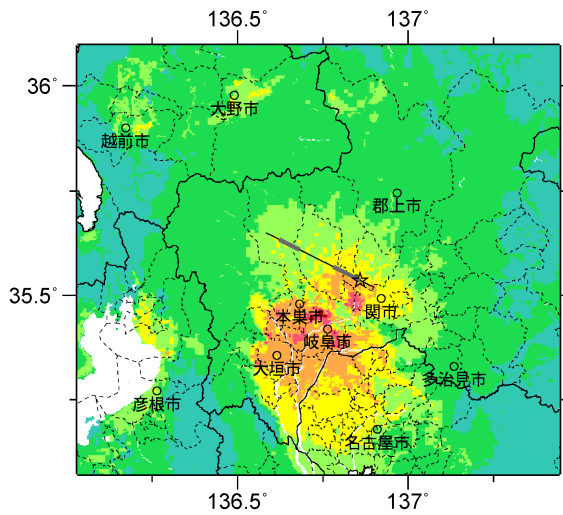 136.5°
137°
36°
大野市
越前市
郡上市
35.5°
本巣市
関市
岐阜市
大垣市
多治見市
彦根市
名古屋市
136.5°
137°